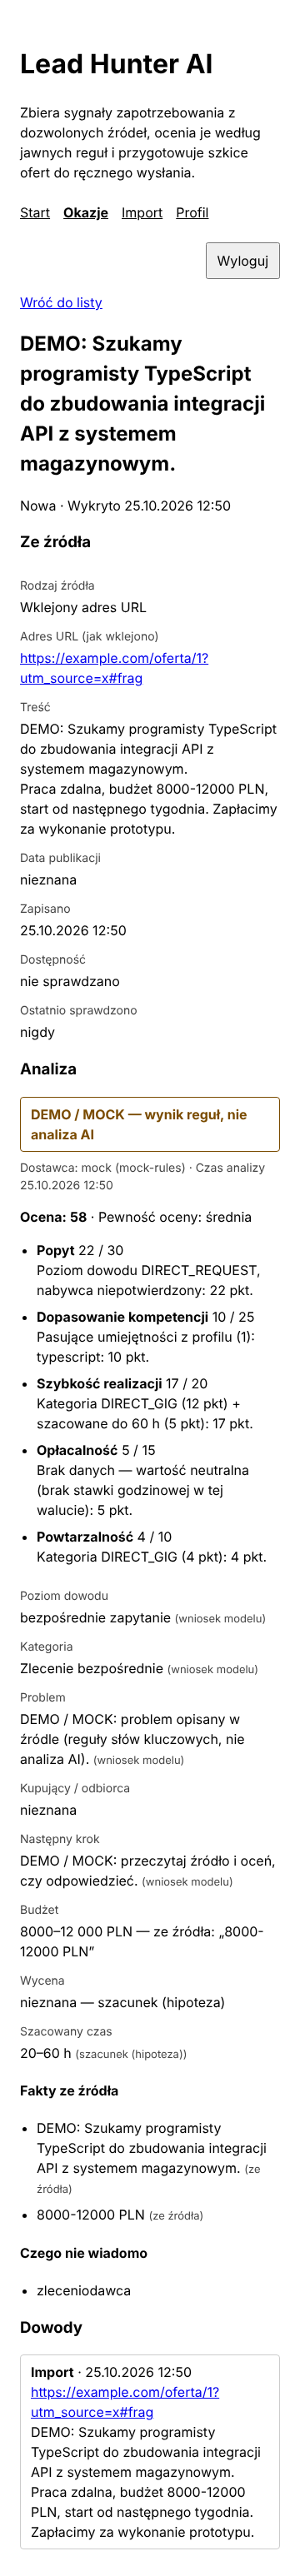 Lead Hunter AI
Zbiera sygnały zapotrzebowania z
dozwolonych źródeł, ocenia je według
jawnych reguł i przygotowuje szkice
ofert do ręcznego wysłania.
Start Okazje Import Profil
Wyloguj
Wróć do listy
DEMO: Szukamy
programisty TypeScript
do zbudowania integracji
API z systemem
magazynowym.
Nowa · Wykryto 25.10.2026 12:50
Ze źródła
Rodzaj źródła
Wklejony adres URL
Adres URL (jak wklejono)
https://example.com/oferta/1?
utm_source=x#frag
Treść
DEMO: Szukamy programisty TypeScript
do zbudowania integracji API z
systemem magazynowym.
Praca zdalna, budżet 8000-12000 PLN,
start od następnego tygodnia. Zapłacimy
za wykonanie prototypu.
Data publikacji
nieznana
Zapisano
25.10.2026 12:50
Dostępność
nie sprawdzano
Ostatnio sprawdzono
nigdy
Analiza
DEMO / MOCK — wynik reguł, nie
analiza AI
Dostawca: mock (mock-rules) · Czas analizy
25.10.2026 12:50
Ocena: 58 · Pewność oceny: średnia
• Popyt 22 / 30
Poziom dowodu DIRECT_REQUEST,
nabywca niepotwierdzony: 22 pkt.
• Dopasowanie kompetencji 10 / 25
Pasujące umiejętności z profilu (1):
typescript: 10 pkt.
• Szybkość realizacji 17 / 20
Kategoria DIRECT_GIG (12 pkt) +
szacowane do 60 h (5 pkt): 17 pkt.
• Opłacalność 5 / 15
Brak danych — wartość neutralna
(brak stawki godzinowej w tej
walucie): 5 pkt.
• Powtarzalność 4 / 10
Kategoria DIRECT_GIG (4 pkt): 4 pkt.
Poziom dowodu
bezpośrednie zapytanie (wniosek modelu)
Kategoria
Zlecenie bezpośrednie (wniosek modelu)
Problem
DEMO / MOCK: problem opisany w
źródle (reguły słów kluczowych, nie
analiza AI). (wniosek modelu)
Kupujący / odbiorca
nieznana
Następny krok
DEMO / MOCK: przeczytaj źródło i oceń,
czy odpowiedzieć. (wniosek modelu)
Budżet
8000–12 000 PLN — ze źródła: „8000-
12000 PLN”
Wycena
nieznana — szacunek (hipoteza)
Szacowany czas
20–60 h (szacunek (hipoteza))
Fakty ze źródła
• DEMO: Szukamy programisty
TypeScript do zbudowania integracji
API z systemem magazynowym. (ze
źródła)
• 8000-12000 PLN (ze źródła)
Czego nie wiadomo
• zleceniodawca
Dowody
Import · 25.10.2026 12:50
https://example.com/oferta/1?
utm_source=x#frag
DEMO: Szukamy programisty
TypeScript do zbudowania integracji
API z systemem magazynowym.
Praca zdalna, budżet 8000-12000
PLN, start od następnego tygodnia.
Zapłacimy za wykonanie prototypu.